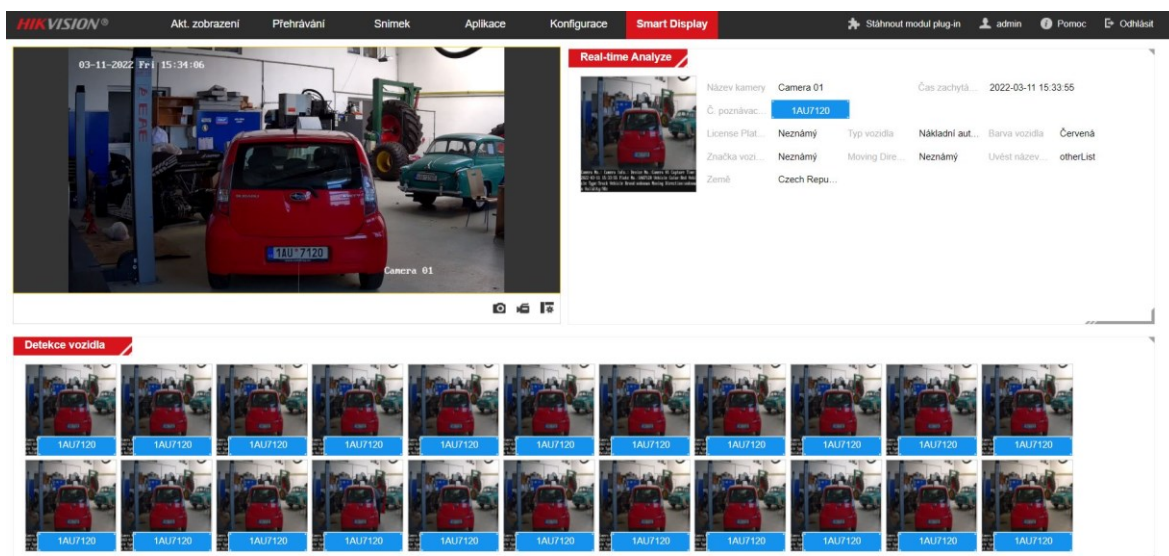 HIKVISION®
Akt. zobrazení
Přehrávání
Snímek
Aplikace
Konfigurace
Smart Display
Stáhnout modul plug-in
admin
Pomoc
Odhlásit
03-11-2022 Fri 15:34:06
1AU 7120
Camera 01
Real-time Analyze
Název kamery Camera 01 Čas zachytá... 2022-03-11 15:33:55
Č. poznávac... 1AU7120
License Plat... Neznámý Typ vozidla Nákladní aut... Barva vozidla Červená
Značka vozi... Neznámý Moving Dire... Neznámý Uvést název... otherList
Země Czech Repu...
Detekce vozidla
1AU7120 1AU7120 1AU7120 1AU7120 1AU7120 1AU7120 1AU7120 1AU7120 1AU7120 1AU7120 1AU7120
1AU7120 1AU7120 1AU7120 1AU7120 1AU7120 1AU7120 1AU7120 1AU7120 1AU7120 1AU7120 1AU7120